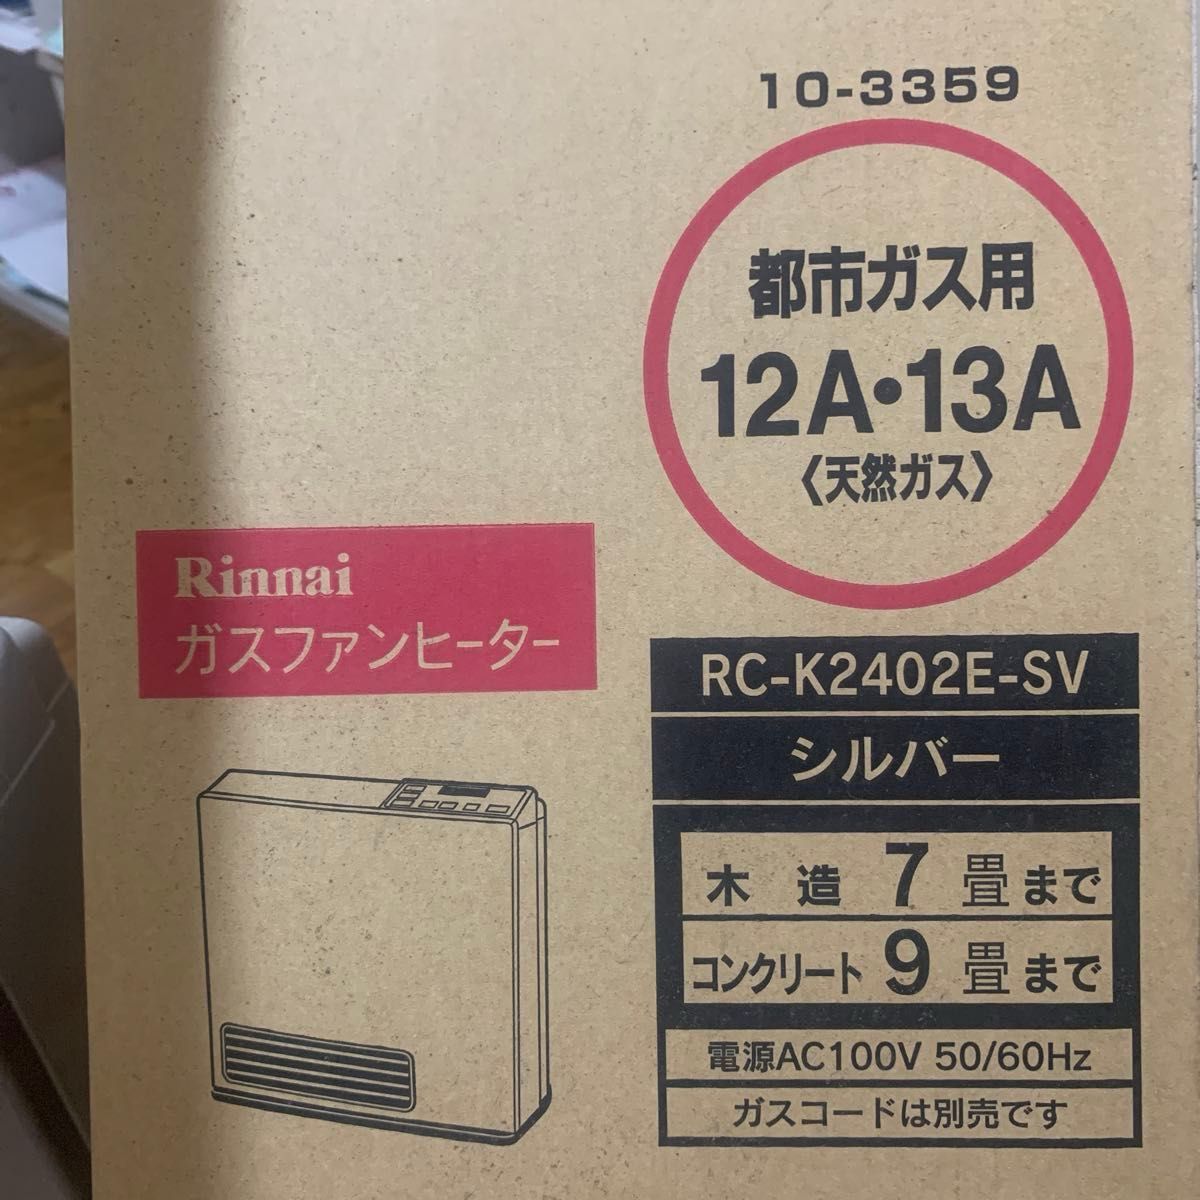 10-3359
都市ガス用
12A・13A
〈天然ガス〉
Rinnai
ガスファンヒーター
RC-K2402E-SV
シルバー
木造 7 畳まで
コンクリート 9 畳まで
電源AC100V 50/60Hz
ガスコードは別売です